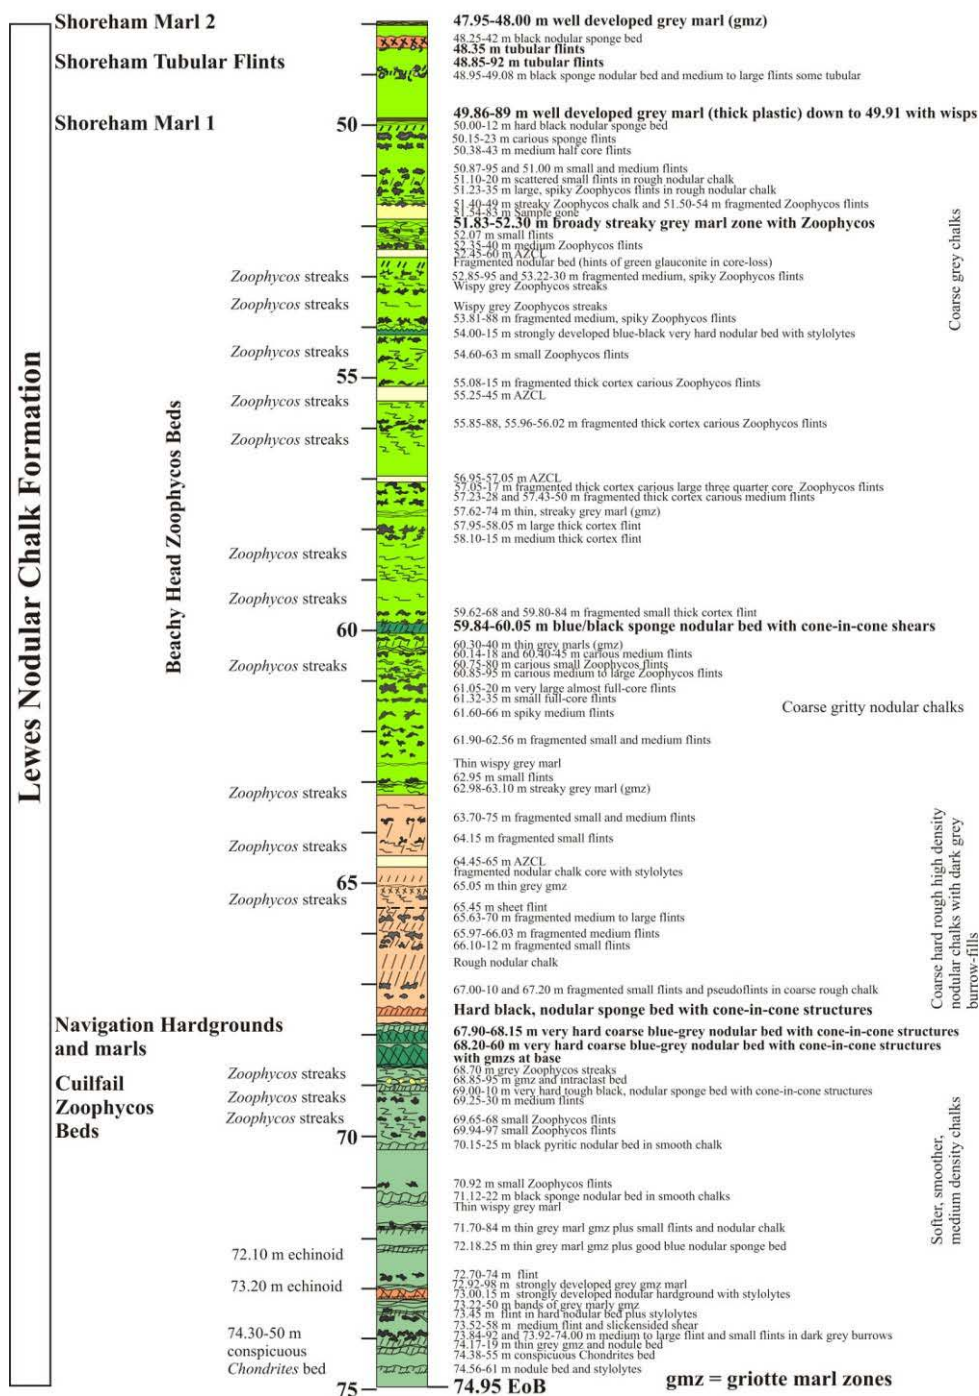 Lewes Nodular Chalk Formation
Shoreham Marl 2
Shoreham Tubular Flints
Shoreham Marl 1
Beachy Head Zoophycos Beds
Navigation Hardgrounds
and marls
Cuilfail
Zoophycos
Beds
Zoophycos streaks
Zoophycos streaks
Zoophycos streaks
Zoophycos streaks
Zoophycos streaks
Zoophycos streaks
Zoophycos streaks
Zoophycos streaks
Zoophycos streaks
Zoophycos streaks
Zoophycos streaks
Zoophycos streaks
Zoophycos streaks
Zoophycos streaks
72.10 m echinoid
73.20 m echinoid
74.30-50 m
conspicuous
Chondrites bed
50
55
60
65
70
75
47.95-48.00 m well developed grey marl (gmz)
48.25-42 m black nodular sponge bed
48.35 m tubular flints
48.85-92 m tubular flints
48.95-49.08 m black sponge nodular bed and medium to large flints some tubular
49.86-89 m well developed grey marl (thick plastic) down to 49.91 with wisps
50.00-12 m hard black nodular sponge bed
50.15-23 m carious sponge flints
50.38-43 m medium half core flints
50.87-95 and 51.00 m small and medium flints
51.10-20 m scattered small flints in rough nodular chalk
51.23-35 m large, spiky Zoophycos flints in rough nodular chalk
51.40-49 m streaky Zoophycos chalk and 51.50-54 m fragmented Zoophycos flints
51.54-83 m Sample gone
51.83-52.30 m broady streaky grey marl zone with Zoophycos
52.07 m small flints
52.35-40 m medium Zoophycos flints
52.45-60 m AZCL
Fragmented nodular bed (hints of green glauconite in core-loss)
52.85-95 and 53.22-30 m fragmented medium, spiky Zoophycos flints
Wispy grey Zoophycos streaks
Wispy grey Zoophycos streaks
53.81-88 m fragmented medium, spiky Zoophycos flints
54.00-15 m strongly developed blue-black very hard nodular bed with stylolytes
54.60-63 m small Zoophycos flints
55.08-15 m fragmented thick cortex carious Zoophycos flints
55.25-45 m AZCL
55.85-88, 55.96-56.02 m fragmented thick cortex carious Zoophycos flints
56.95-57.05 m AZCL
57.05-17 m fragmented thick cortex carious large three quarter core Zoophycos flints
57.23-28 and 57.43-50 m fragmented thick cortex carious medium flints
57.62-74 m thin, streaky grey marl (gmz)
57.95-58.05 m large thick cortex flint
58.10-15 m medium thick cortex flint
59.62-68 and 59.80-84 m fragmented small thick cortex flint
59.84-60.05 m blue/black sponge nodular bed with cone-in-cone shears
60.30-40 m thin grey marls (gmz)
60.14-18 and 60.40-45 m carious medium flints
60.75-80 m carious small Zoophycos flints
60.85-95 m carious medium to large Zoophycos flints
61.05-20 m very large almost full-core flints
61.32-35 m small full-core flints
61.60-66 m spiky medium flints
61.90-62.56 m fragmented small and medium flints
Thin wispy grey marl
62.95 m small flints
62.98-63.10 m streaky grey marl (gmz)
63.70-75 m fragmented small and medium flints
64.15 m fragmented small flints
64.45-65 m AZCL
fragmented nodular chalk core with stylolytes
65.05 m thin grey gmz
65.45 m sheet flint
65.63-70 m fragmented medium to large flints
65.97-66.03 m fragmented medium flints
66.10-12 m fragmented small flints
Rough nodular chalk
67.00-10 and 67.20 m fragmented small flints and pseudoflints in coarse rough chalk
Hard black, nodular sponge bed with cone-in-cone structures
67.90-68.15 m very hard coarse blue-grey nodular bed with cone-in-cone structures
68.20-60 m very hard coarse blue-grey nodular bed with cone-in-cone structures
with gmzs at base
68.70 m grey Zoophycos streaks
68.85-95 m gmz and intraclast bed
69.00-10 m very hard tough black, nodular sponge bed with cone-in-cone structures
69.25-30 m medium flints
69.65-68 small Zoophycos flints
69.94-97 small Zoophycos flints
70.15-25 m black pyritic nodular bed in smooth chalk
70.92 m small Zoophycos flints
71.12-22 m black sponge nodular bed in smooth chalks
Thin wispy grey marl
71.70-84 m thin grey marl gmz plus small flints and nodular chalk
72.18.25 m thin grey marl gmz plus good blue nodular sponge bed
72.70-74 m flint
72.92-98 m strongly developed grey gmz marl
73.00.15 m strongly developed nodular hardground with stylolytes
73.22-50 m bands of grey marly gmz
73.45 m flint in hard nodular bed plus stylolytes
73.52-58 m medium flint and slickensided shear
73.84-92 and 73.92-74.00 m medium to large flint and small flints in dark grey burrows
74.17-19 m thin grey gmz and nodule bed
74.38-55 m conspicuous Chondrites bed
74.56-61 m nodule bed and stylolytes
74.95 EoB
gmz = griotte marl zones
Coarse grey chalks
Coarse gritty nodular chalks
Coarse hard rough high density
nodular chalks with dark grey
burrow-fills
Softer, smoother,
medium density chalks